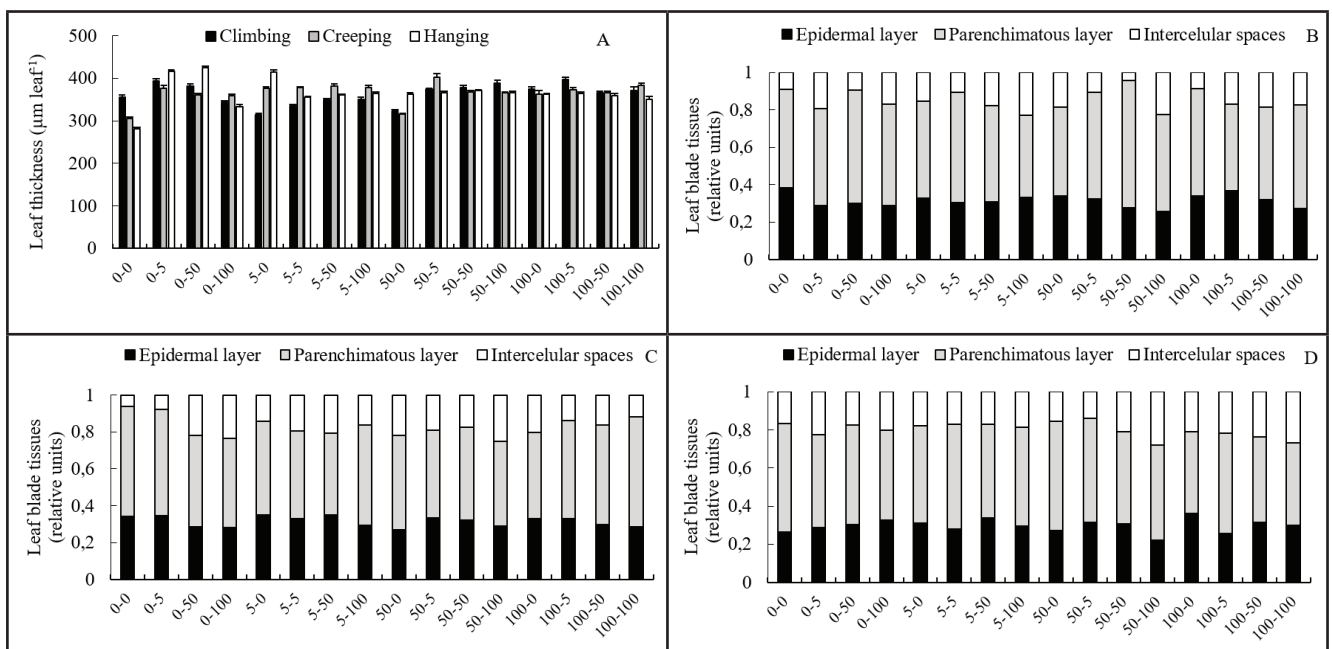 Climbing Creeping Hanging A
Leaf thickness (µm leaf⁻¹)
500
400
300
200
100
0
0-0 0-5 0-50 0-100 5-0 5-5 5-50 5-100 50-0 50-5 50-50 50-100 100-0 100-5 100-50 100-100
Epidermal layer Parenchimatous layer Intercelular spaces B
Leaf blade tissues
(relative units)
1
0,8
0,6
0,4
0,2
0
0-0 0-5 0-50 0-100 5-0 5-5 5-50 5-100 50-0 50-5 50-50 50-100 100-0 100-5 100-50 100-100
Epidermal layer Parenchimatous layer Intercelular spaces C
Leaf blade tissues
(relative units)
1
0,8
0,6
0,4
0,2
0
0-0 0-5 0-50 0-100 5-0 5-5 5-50 5-100 50-0 50-5 50-50 50-100 100-0 100-5 100-50 100-100
Epidermal layer Parenchimatous layer Intercelular spaces D
Leaf blade tissues
(relative units)
1
0,8
0,6
0,4
0,2
0
0-0 0-5 0-50 0-100 5-0 5-5 5-50 5-100 50-0 50-5 50-50 50-100 100-0 100-5 100-50 100-100